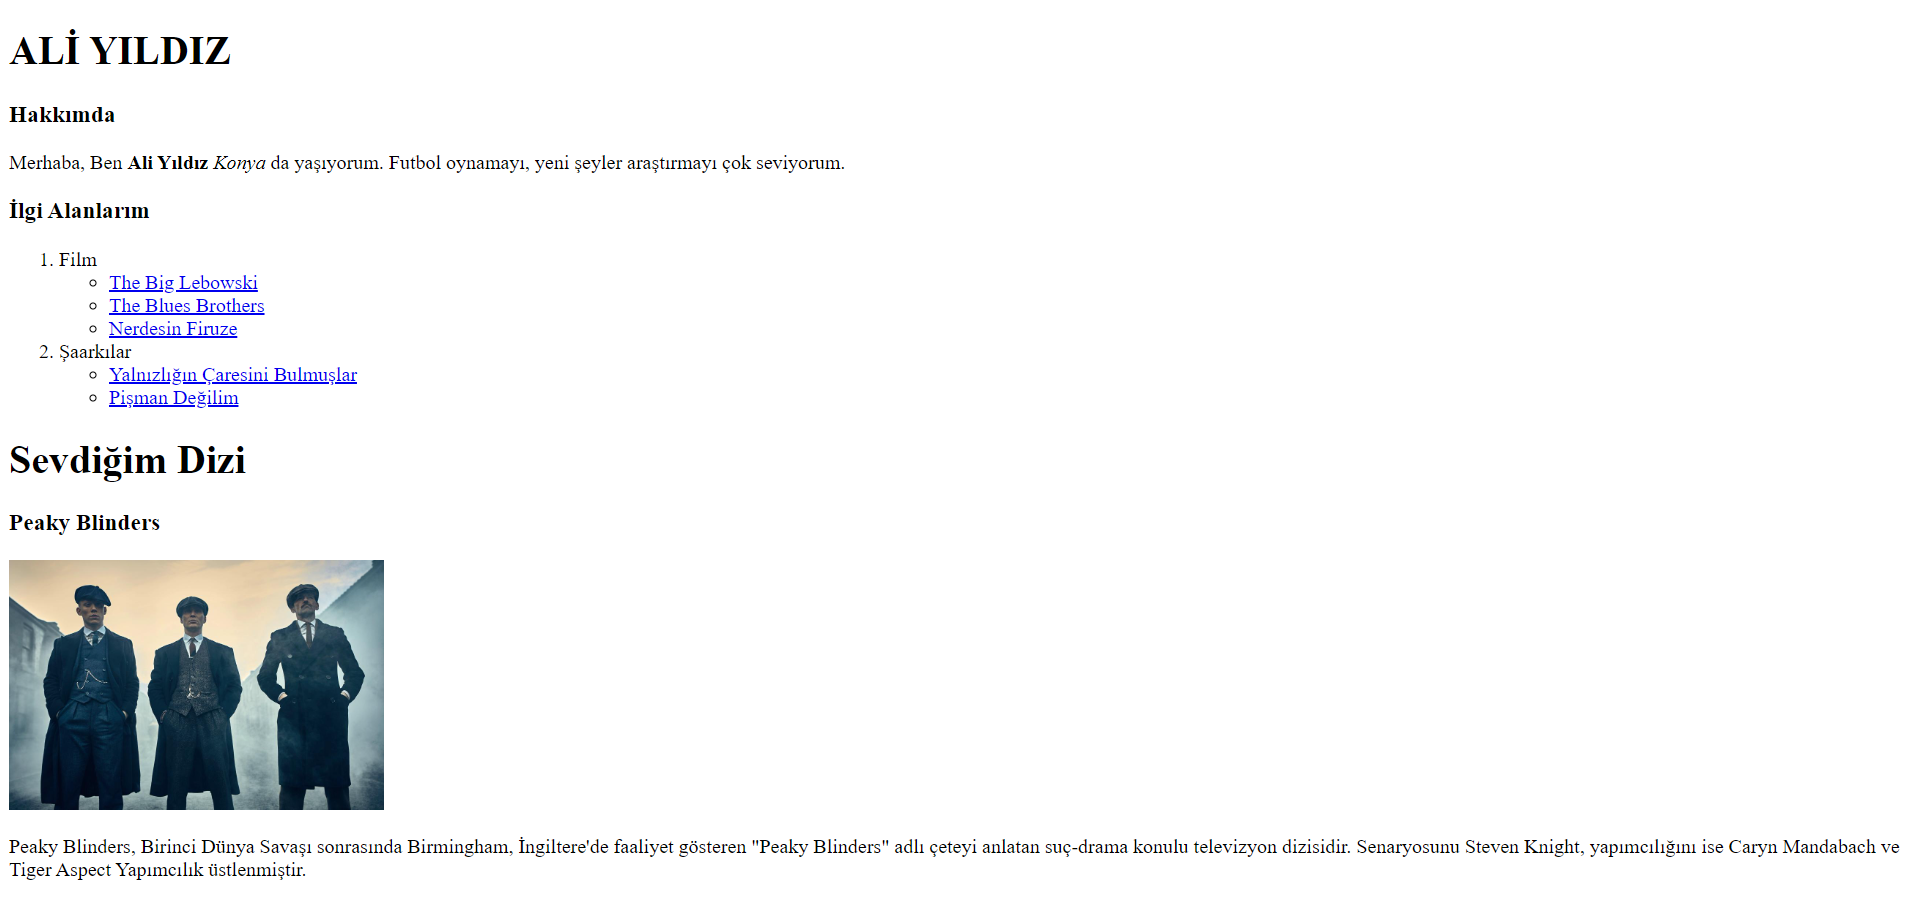 ALİ YILDIZ
Hakkımda
Merhaba, Ben Ali Yıldız Konya da yaşıyorum. Futbol oynamayı, yeni şeyler araştırmayı çok seviyorum.
İlgi Alanlarım
1. Film
The Big Lebowski
The Blues Brothers
Nerdesin Firuze
2. Şaarkılar
Yalnızlığın Çaresini Bulmuşlar
Pişman Değilim
Sevdiğim Dizi
Peaky Blinders
Peaky Blinders, Birinci Dünya Savaşı sonrasında Birmingham, İngiltere'de faaliyet gösteren "Peaky Blinders" adlı çeteyi anlatan suç-drama konulu televizyon dizisidir. Senaryosunu Steven Knight, yapımcılığını ise Caryn Mandabach ve
Tiger Aspect Yapımcılık üstlenmiştir.